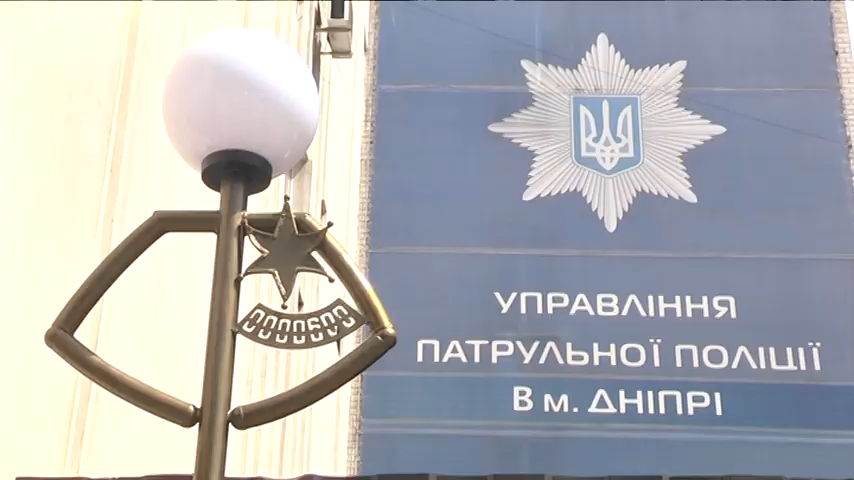 УПРАВЛІННЯ
ПАТРУЛЬНОЇ ПОЛІЦІЇ
В м. ДНІПРІ
0000600